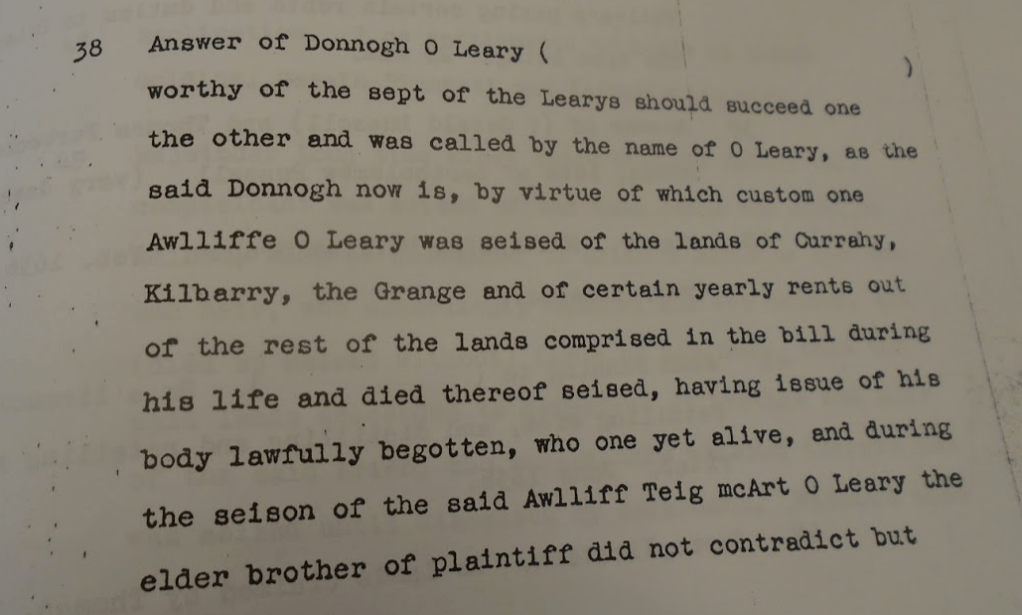 38 Answer of Donnogh O Leary ( )
worthy of the sept of the Learys should succeed one
the other and was called by the name of O Leary, as the
said Donnogh now is, by virtue of which custom one
Awlliffe O Leary was seised of the lands of Currahy,
Kilbarry, the Grange and of certain yearly rents out
of the rest of the lands comprised in the bill during
his life and died thereof seised, having issue of his
body lawfully begotten, who one yet alive, and during
the seison of the said Awlliff Teig mcArt O Leary the
elder brother of plaintiff did not contradict but